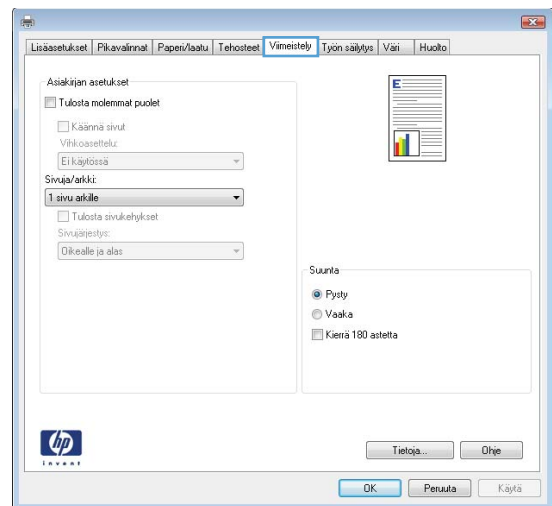 Lisäasetukset Pikavalinnat Paperi/laatu Tehosteet Viimeistely Työn säilytys Väri Huolto
Asiakirjan asetukset
Tulosta molemmat puolet
Käännä sivut
Vihkoasettelu:
Ei käytössä
Sivuja/arkki:
1 sivu arkille
Tulosta sivukehykset
Sivujärjestys:
Oikealle ja alas
E
Suunta
Pysty
Vaaka
Kierrä 180 astetta
hp
invent
Tietoja... Ohje
OK Peruuta Käytä